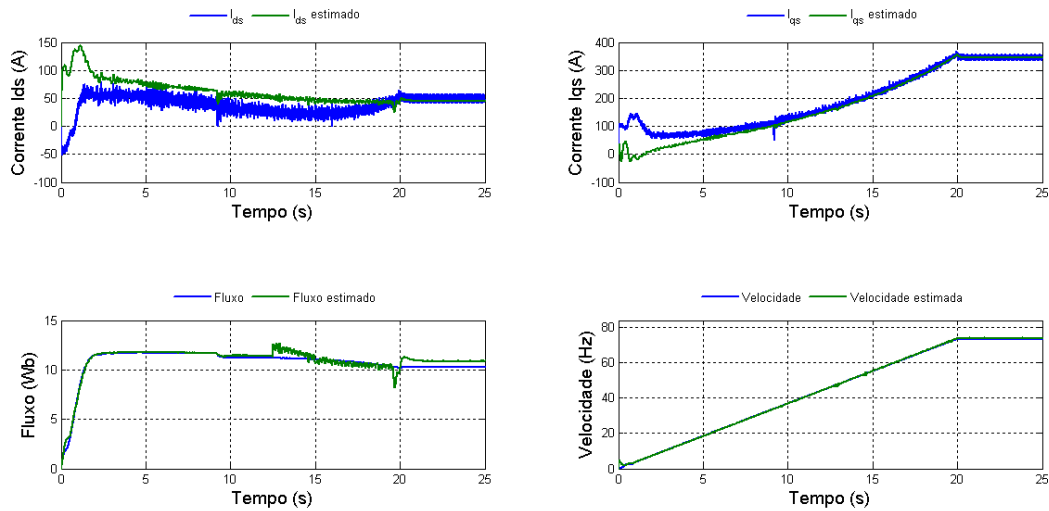 Ids Ids estimado
Corrente Ids (A)
150
100
50
0
-50
-100
0 5 10 15 20 25
Tempo (s)
Iqs Iqs estimado
Corrente Iqs (A)
400
300
200
100
0
-100
0 5 10 15 20 25
Tempo (s)
Fluxo Fluxo estimado
Fluxo (Wb)
15
10
5
0
0 5 10 15 20 25
Tempo (s)
Velocidade Velocidade estimada
Velocidade (Hz)
80
60
40
20
0
0 5 10 15 20 25
Tempo (s)